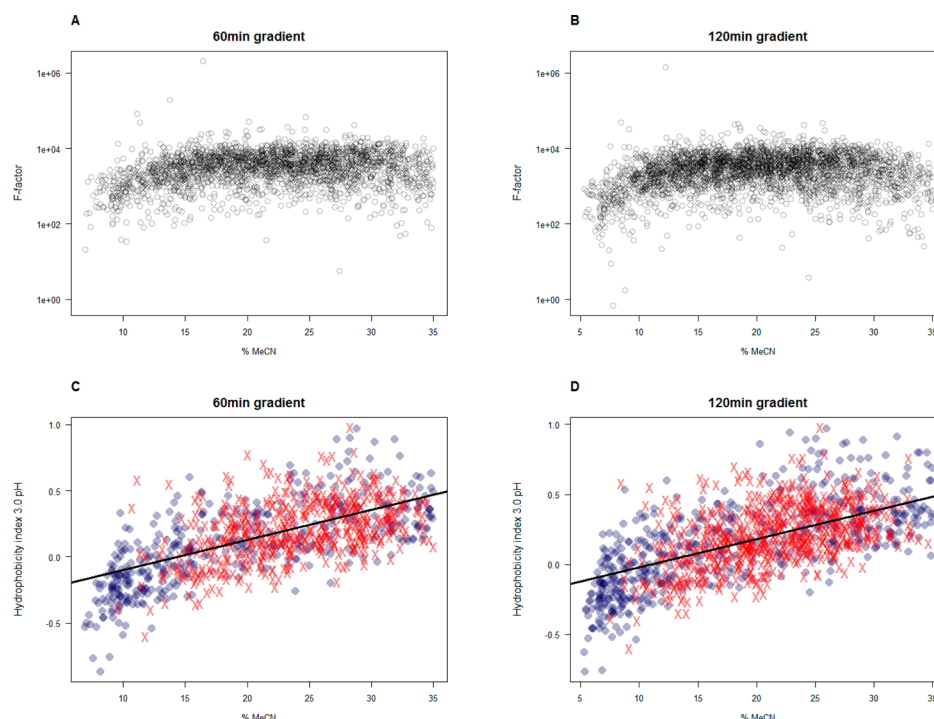 A
60min gradient
F-factor
1e+06
1e+04
1e+02
1e+00
10 15 20 25 30 35
% MeCN
B
120min gradient
F-factor
1e+06
1e+04
1e+02
1e+00
5 10 15 20 25 30 35
% MeCN
C
60min gradient
Hydrophobicity index 3.0 pH
1.0
0.5
0.0
-0.5
10 15 20 25 30 35
% MeCN
D
120min gradient
Hydrophobicity index 3.0 pH
1.0
0.5
0.0
-0.5
5 10 15 20 25 30 35
% MeCN